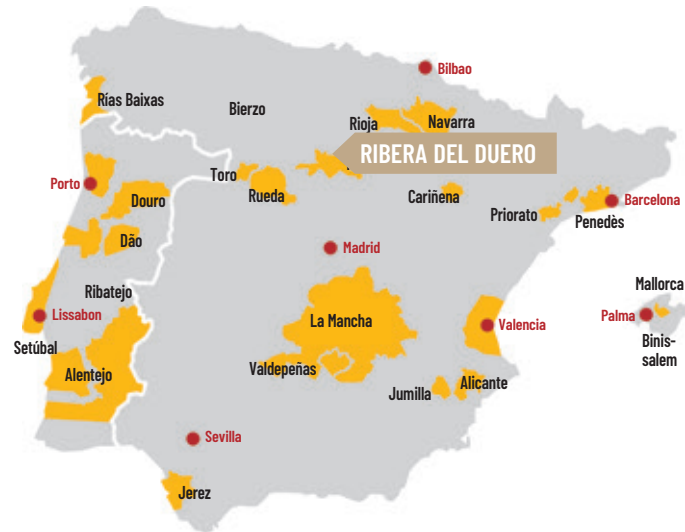 Bilbao
Rías Baixas
Bierzo
Rioja
Navarra
RIBERA DEL DUERO
Toro
Rueda
Porto
Douro
Cariñena
Priorato
Barcelona
Penedès
Dão
Madrid
Ribatejo
Mallorca
Lissabon
La Mancha
Valencia
Palma
Setúbal
Binis-
salem
Alentejo
Valdepeñas
Jumilla
Alicante
Sevilla
Jerez